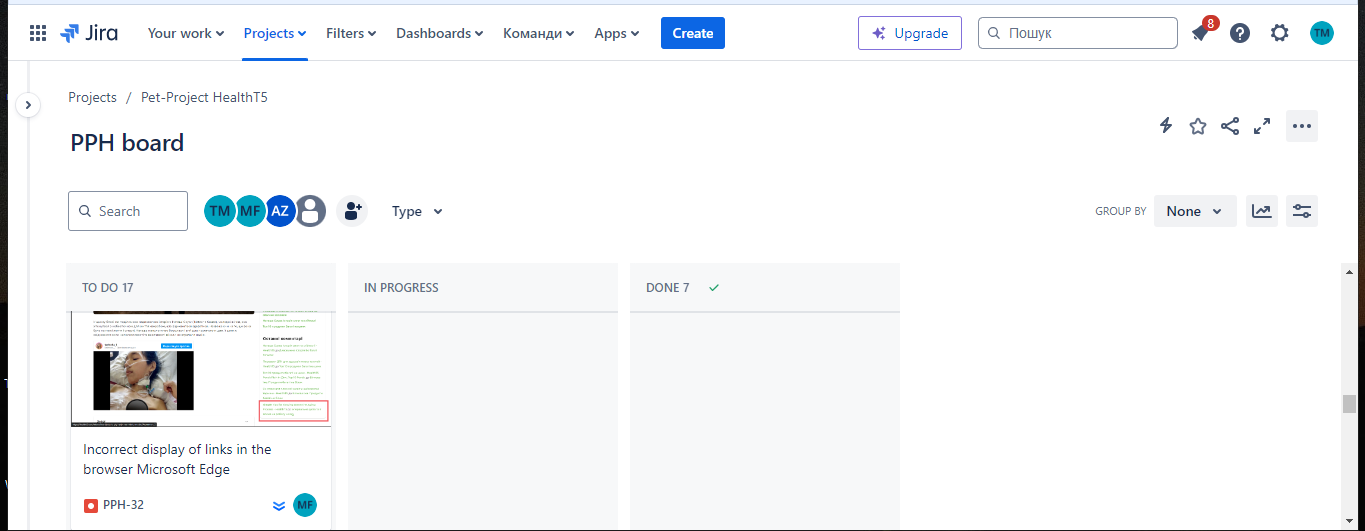 Jira
Your work
Projects
Filters
Dashboards
Команди
Apps
Create
Upgrade
Пошук
8
TM
Projects / Pet-Project HealthT5
PPH board
Search
TM MF AZ
Type
GROUP BY
None
TO DO 17
IN PROGRESS
DONE 7
Останні коментарі
Incorrect display of links in the
browser Microsoft Edge
PPH-32
MF